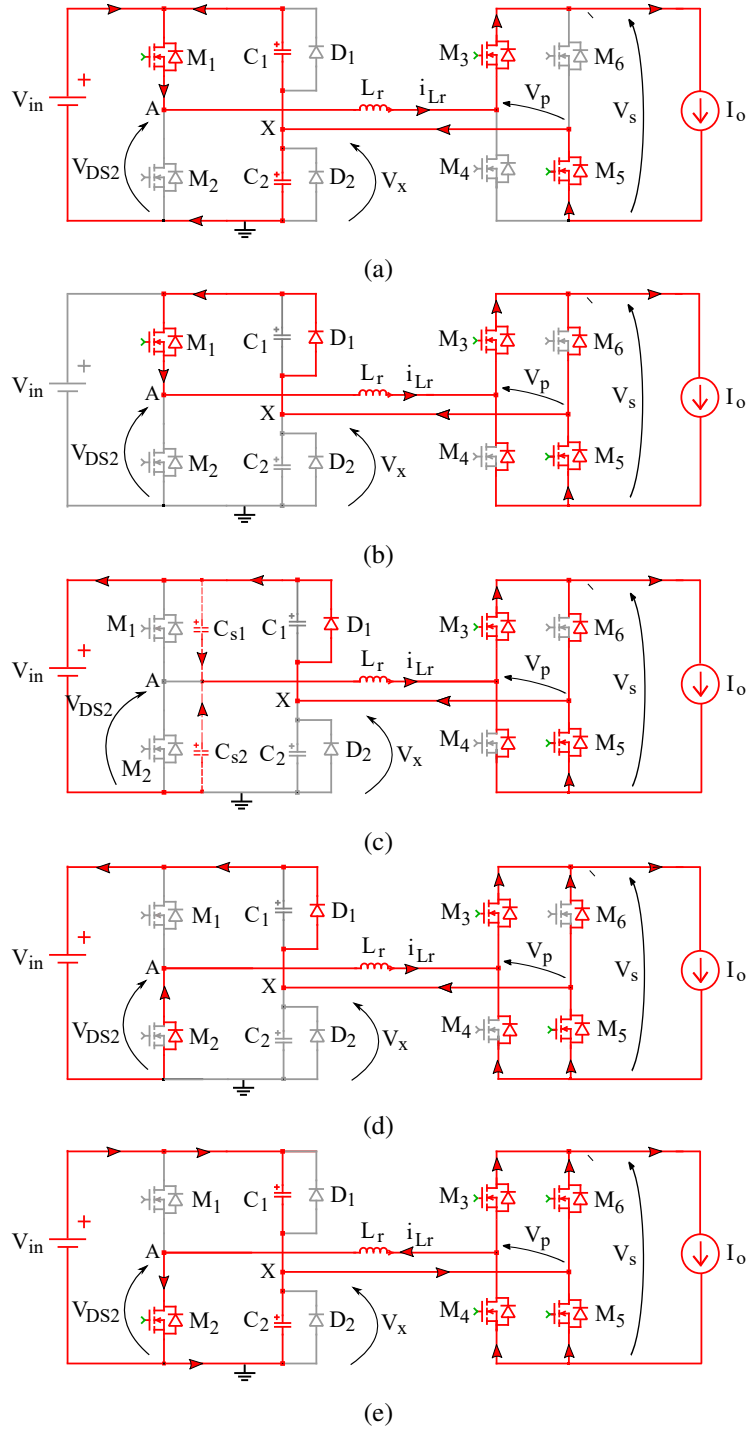 V_in + M_1 C_1 D_1 M_3 M_6
A L_r i_Lr V_p V_s I_o
X
V_DS2 M_2 C_2 D_2 V_x M_4 M_5
(a)
V_in + M_1 C_1 D_1 M_3 M_6
A L_r i_Lr V_p V_s I_o
X
V_DS2 M_2 C_2 D_2 V_x M_4 M_5
(b)
V_in + M_1 C_s1 C_1 D_1 M_3 M_6
V_DS2 A L_r i_Lr V_p V_s I_o
X
M_2 C_s2 C_2 D_2 V_x M_4 M_5
(c)
V_in + M_1 C_1 D_1 M_3 M_6
A L_r i_Lr V_p V_s I_o
X
V_DS2 M_2 C_2 D_2 V_x M_4 M_5
(d)
V_in + M_1 C_1 D_1 M_3 M_6
A L_r i_Lr V_p V_s I_o
X
V_DS2 M_2 C_2 D_2 V_x M_4 M_5
(e)